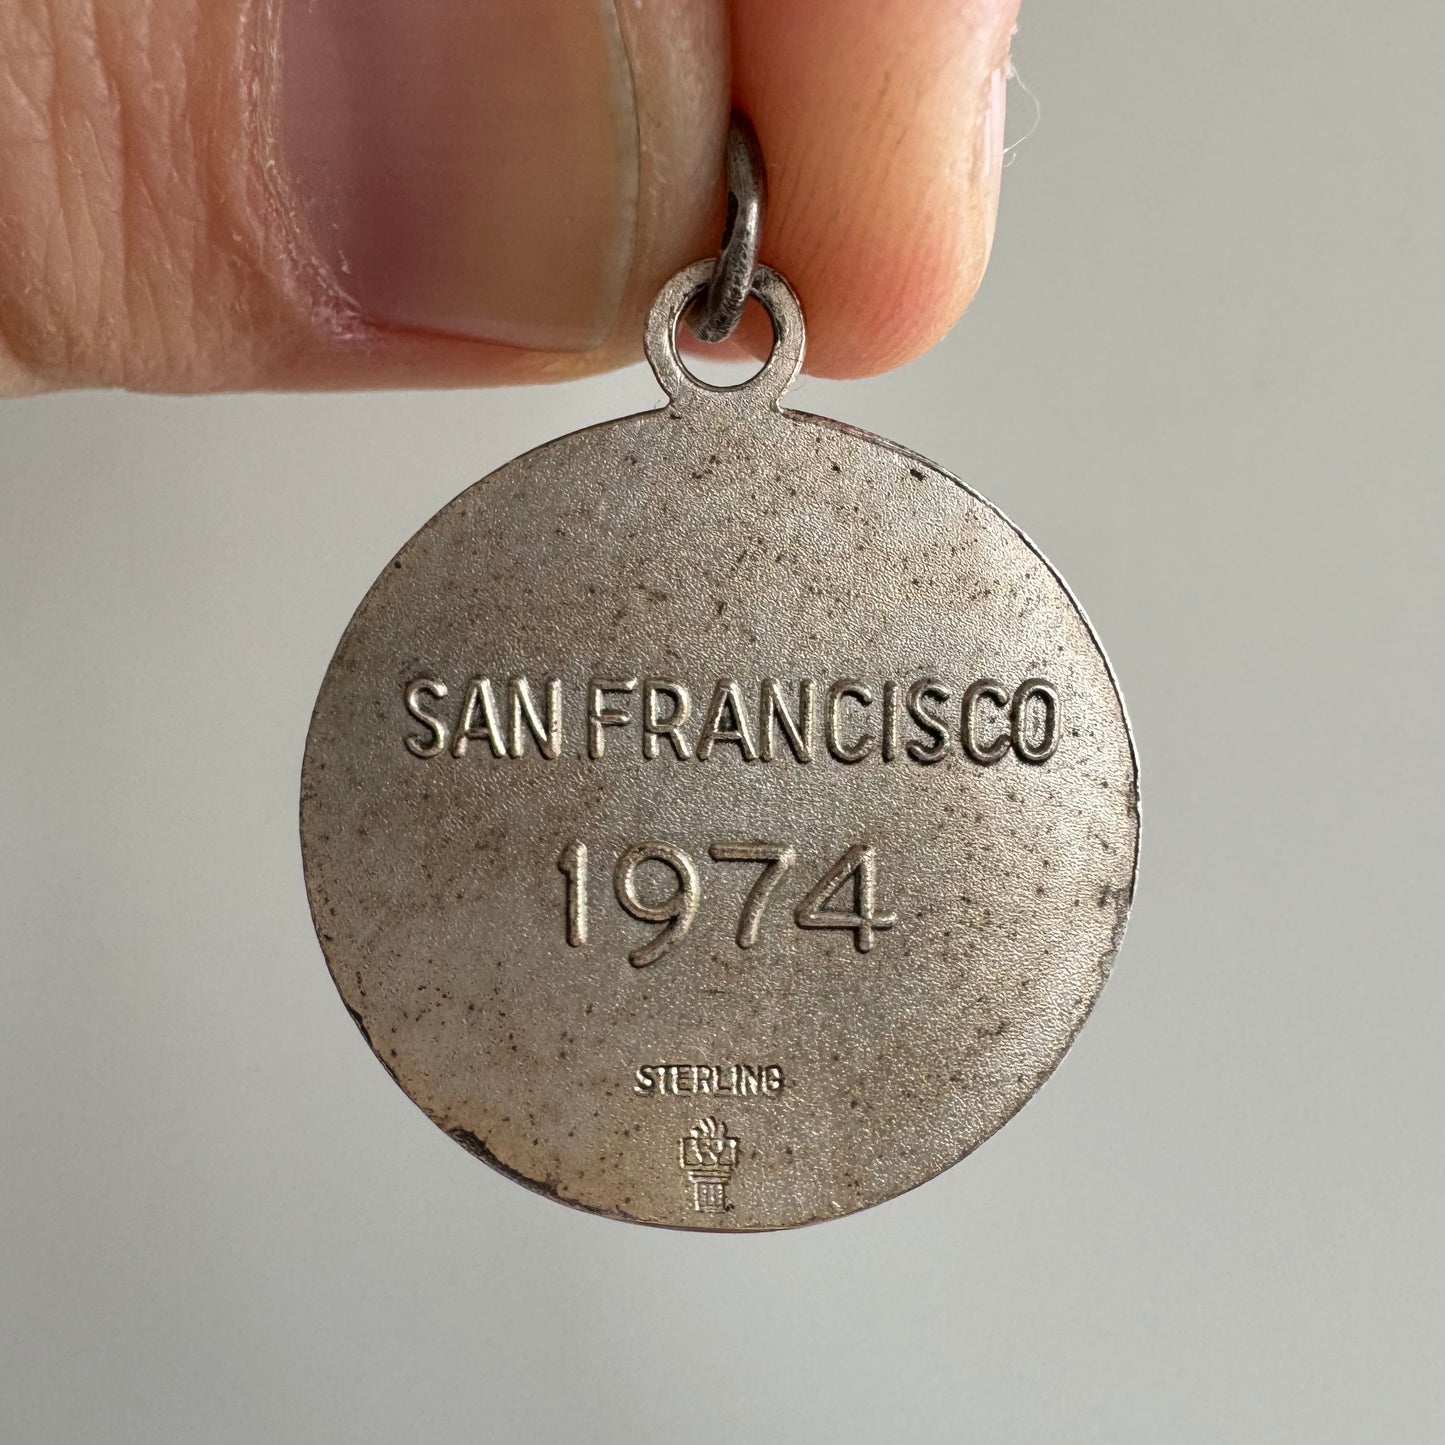 SAN FRANCISCO
1974
STERLING